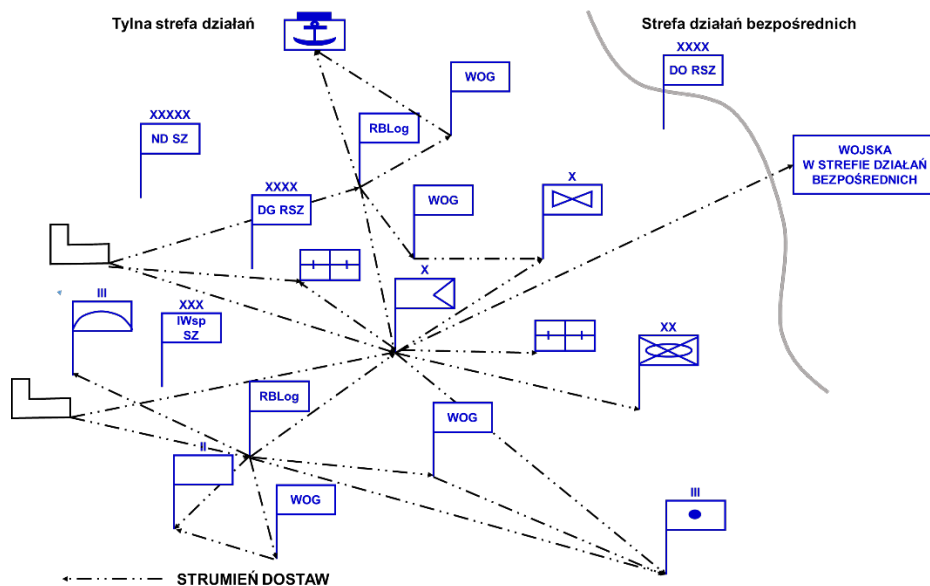 Tylna strefa działań
Strefa działań bezpośrednich
XXXX
DO RSZ
WOG
XXXXX
ND SZ
RBLog
WOJSKA
W STREFIE DZIAŁAŃ
BEZPOŚREDNICH
XXXX
DG RSZ
WOG
X
X
III
XXX
IWsp
SZ
XX
RBLog
WOG
II
WOG
III
STRUMIEŃ DOSTAW